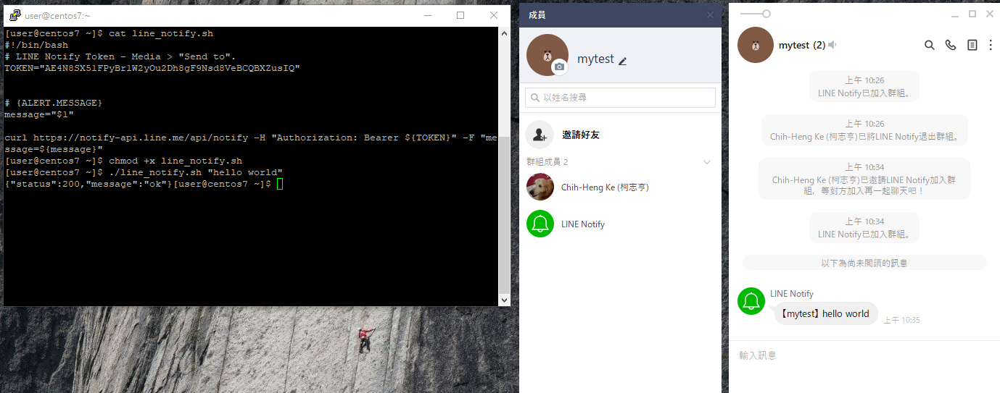 user@centos7:~
[user@centos7 ~]$ cat line_notify.sh
#!/bin/bash
# LINE Notify Token - Media > "Send to".
TOKEN="AE4N8SX51FPyBr1W2yOu2Dh8gF9Nsd8VeBCQBXZusIQ"
# {ALERT.MESSAGE}
message="$1"
curl https://notify-api.line.me/api/notify -H "Authorization: Bearer ${TOKEN}" -F "me
ssage=${message}"
[user@centos7 ~]$ chmod +x line_notify.sh
[user@centos7 ~]$ ./line_notify.sh "hello world"
{"status":200,"message":"ok"}[user@centos7 ~]$
成員
mytest
以姓名搜尋
邀請好友
群組成員 2
Chih-Heng Ke (柯志亨)
LINE Notify
mytest (2)
上午 10:26
LINE Notify已加入群組。
上午 10:26
Chih-Heng Ke (柯志亨)已將LINE Notify退出群組。
上午 10:34
Chih-Heng Ke (柯志亨)已邀請LINE Notify加入群
組，等對方加入再一起聊天吧！
上午 10:34
LINE Notify已加入群組。
以下為尚未閱讀的訊息
LINE Notify
【mytest】hello world
上午 10:35
輸入訊息